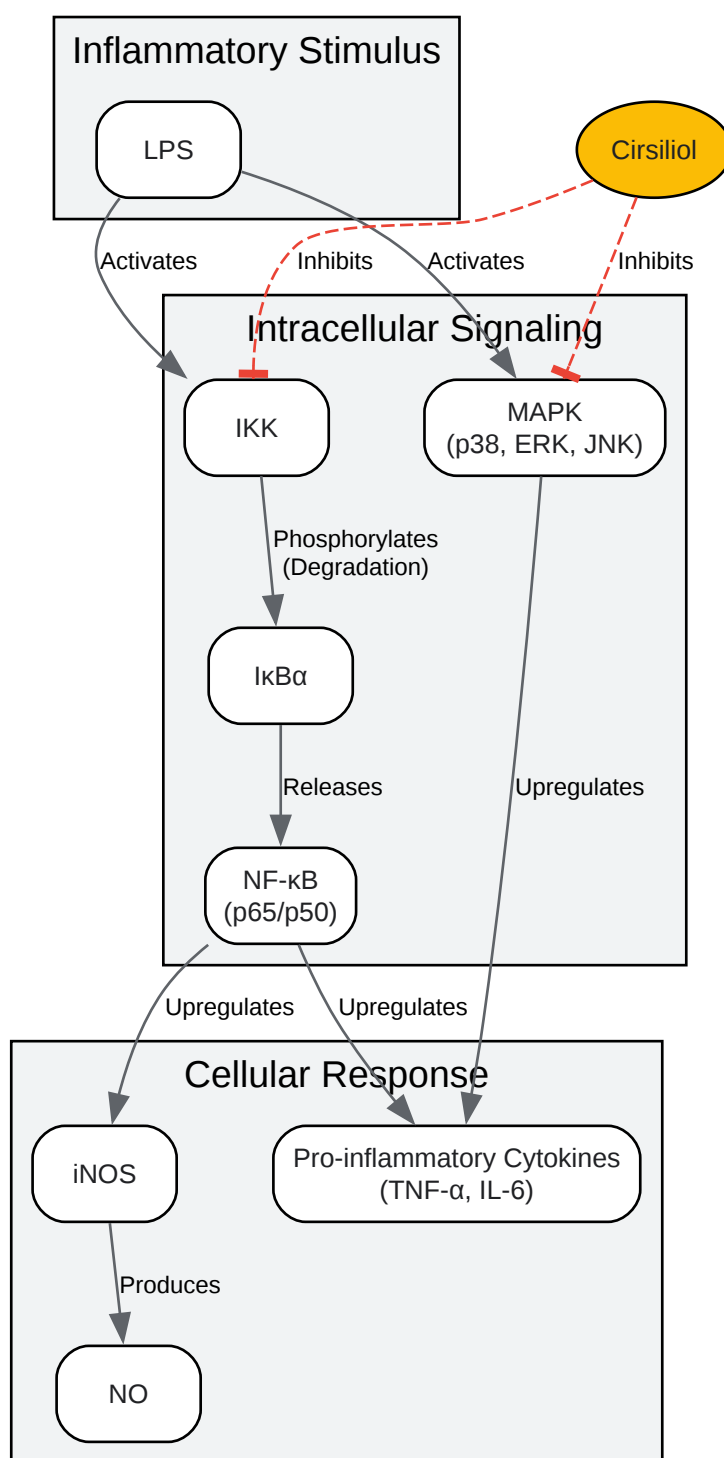 Inflammatory Stimulus
LPS
Cirsiliol
Activates
Inhibits
Activates
Inhibits
Intracellular Signaling
IKK
MAPK
(p38, ERK, JNK)
Phosphorylates
(Degradation)
IκBα
Releases
Upregulates
NF-κB
(p65/p50)
Upregulates
Upregulates
Cellular Response
iNOS
Pro-inflammatory Cytokines
(TNF-α, IL-6)
Produces
NO